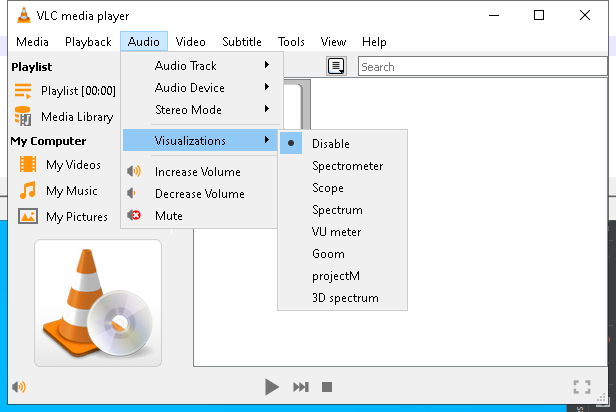 VLC media player
Media Playback Audio Video Subtitle Tools View Help
Playlist
Playlist [00:00]
Media Library
My Computer
My Videos
My Music
My Pictures
Audio Track
Audio Device
Stereo Mode
Visualizations
Increase Volume
Decrease Volume
Mute
Disable
Spectrometer
Scope
Spectrum
VU meter
Goom
projectM
3D spectrum
Search